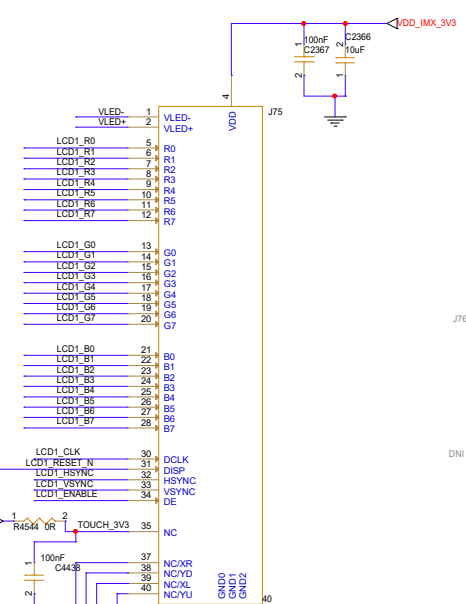 VDD_IMX_3V3
100nF
C2367
1
2
C2366
10uF
2
1
4
VDD
J75
VLED- 1 VLED-
VLED+ 2 VLED+
LCD1_R0 5 R0
LCD1_R1 6 R1
LCD1_R2 7 R2
LCD1_R3 8 R3
LCD1_R4 9 R4
LCD1_R5 10 R5
LCD1_R6 11 R6
LCD1_R7 12 R7
LCD1_G0 13 G0
LCD1_G1 14 G1
LCD1_G2 15 G2
LCD1_G3 16 G3
LCD1_G4 17 G4
LCD1_G5 18 G5
LCD1_G6 19 G6
LCD1_G7 20 G7
J76
LCD1_B0 21 B0
LCD1_B1 22 B1
LCD1_B2 23 B2
LCD1_B3 24 B3
LCD1_B4 25 B4
LCD1_B5 26 B5
LCD1_B6 27 B6
LCD1_B7 28 B7
DNI
LCD1_CLK 30 DCLK
LCD1_RESET_N 31 DISP
LCD1_HSYNC 32 HSYNC
LCD1_VSYNC 33 VSYNC
LCD1_ENABLE 34 DE
1 2
R4544 0R
TOUCH_3V3 35 NC
100nF
C4438
1
2
37 NC/XR
38 NC/YD
39 NC/XL
40 NC/YU
GND0
GND1
GND2
40